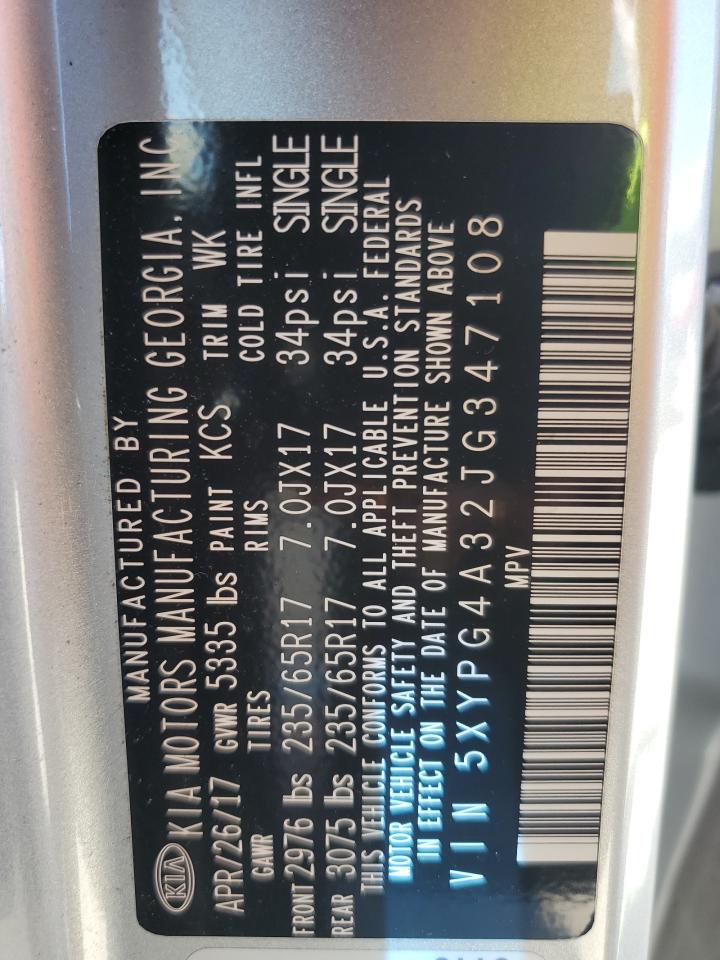 MANUFACTURED BY
KIA KIA MOTORS MANUFACTURING GEORGIA, INC
APR/26/17 GVWR 5335 lbs PAINT KCS TRIM WK
GAWR TIRES RIMS COLD TIRE INFL
FRONT 2976 lbs 235/65R17 7.0JX17 34psi SINGLE
REAR 3075 lbs 235/65R17 7.0JX17 34psi SINGLE
THIS VEHICLE CONFORMS TO ALL APPLICABLE U.S.A. FEDERAL
MOTOR VEHICLE SAFETY AND THEFT PREVENTION STANDARDS
IN EFFECT ON THE DATE OF MANUFACTURE SHOWN ABOVE
VIN 5XYPG4A32JG347108
MPV